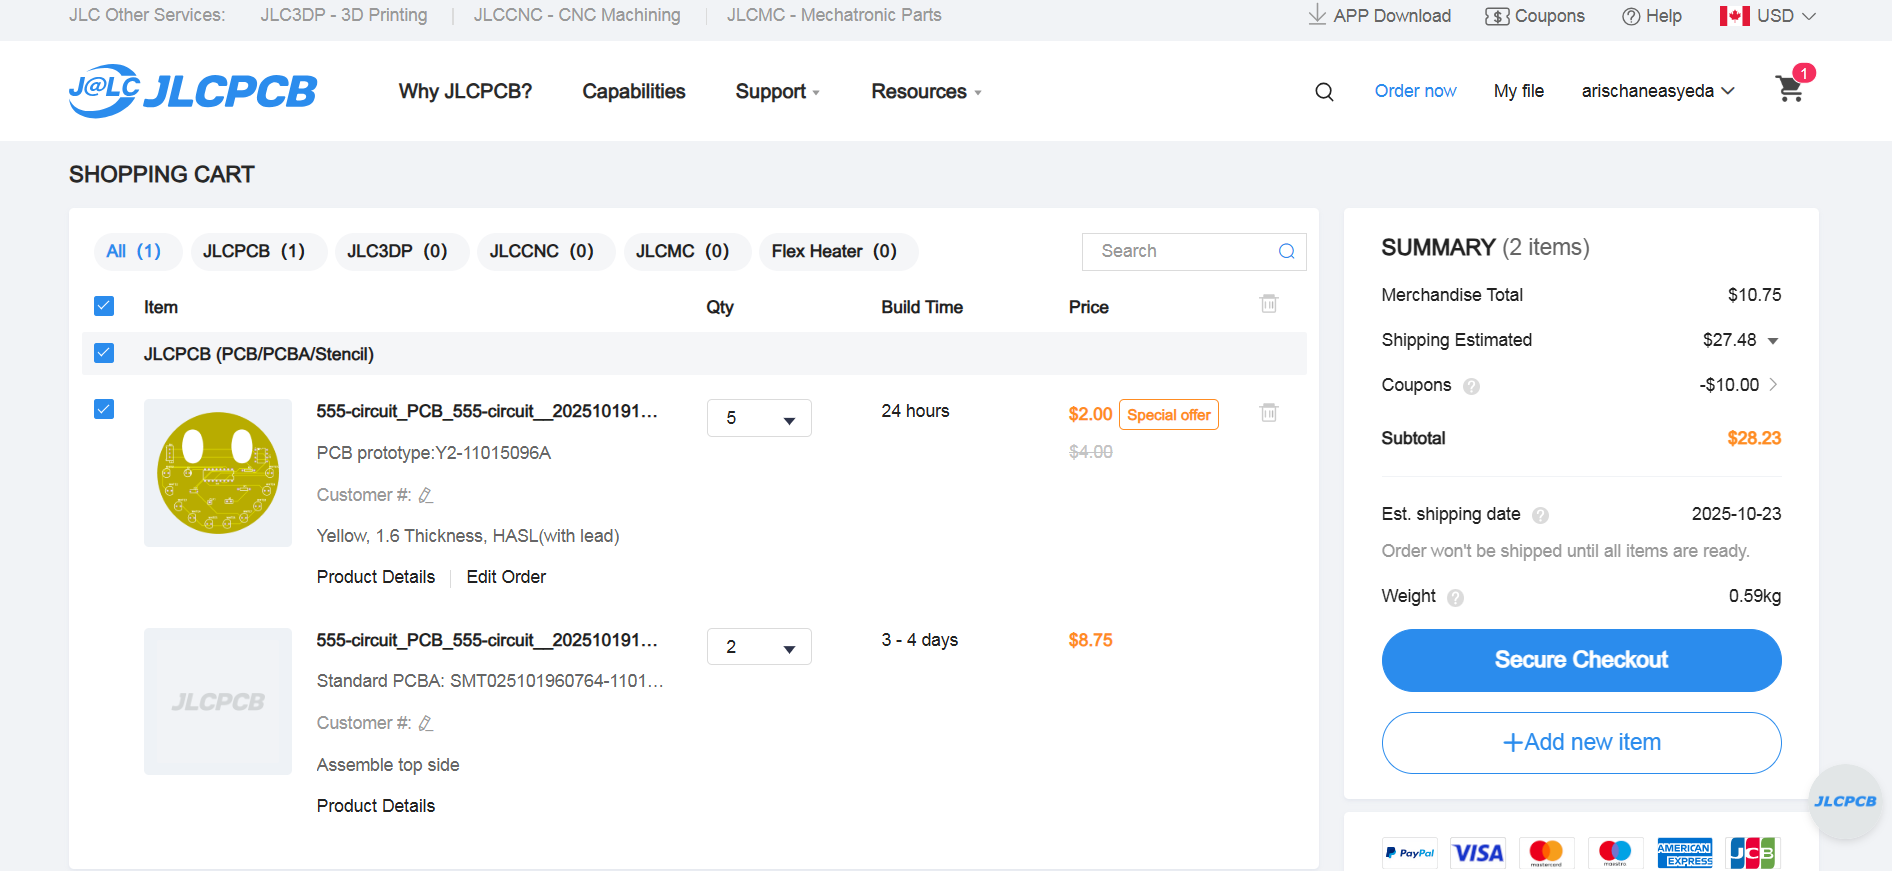 JLC Other Services: JLC3DP - 3D Printing JLCCNC - CNC Machining JLCMC - Mechatronic Parts APP Download $ Coupons ? Help USD
J@LC JLCPCB Why JLCPCB? Capabilities Support Resources Order now My file arischaneasyeda 1
SHOPPING CART
All (1) JLCPCB (1) JLC3DP (0) JLCCNC (0) JLCMC (0) Flex Heater (0) Search
Item Qty Build Time Price
JLCPCB (PCB/PCBA/Stencil)
555-circuit_PCB_555-circuit__202510191... 5 24 hours $2.00 Special offer
$4.00
PCB prototype:Y2-11015096A
Customer #:
Yellow, 1.6 Thickness, HASL(with lead)
Product Details Edit Order
JLCPCB
555-circuit_PCB_555-circuit__202510191... 2 3 - 4 days $8.75
Standard PCBA: SMT025101960764-1101...
Customer #:
Assemble top side
Product Details
SUMMARY (2 items)
Merchandise Total $10.75
Shipping Estimated $27.48
Coupons ? -$10.00
Subtotal $28.23
Est. shipping date ? 2025-10-23
Order won't be shipped until all items are ready.
Weight ? 0.59kg
Secure Checkout
+Add new item
JLCPCB
PayPal VISA mastercard maestro AMERICAN EXPRESS JCB